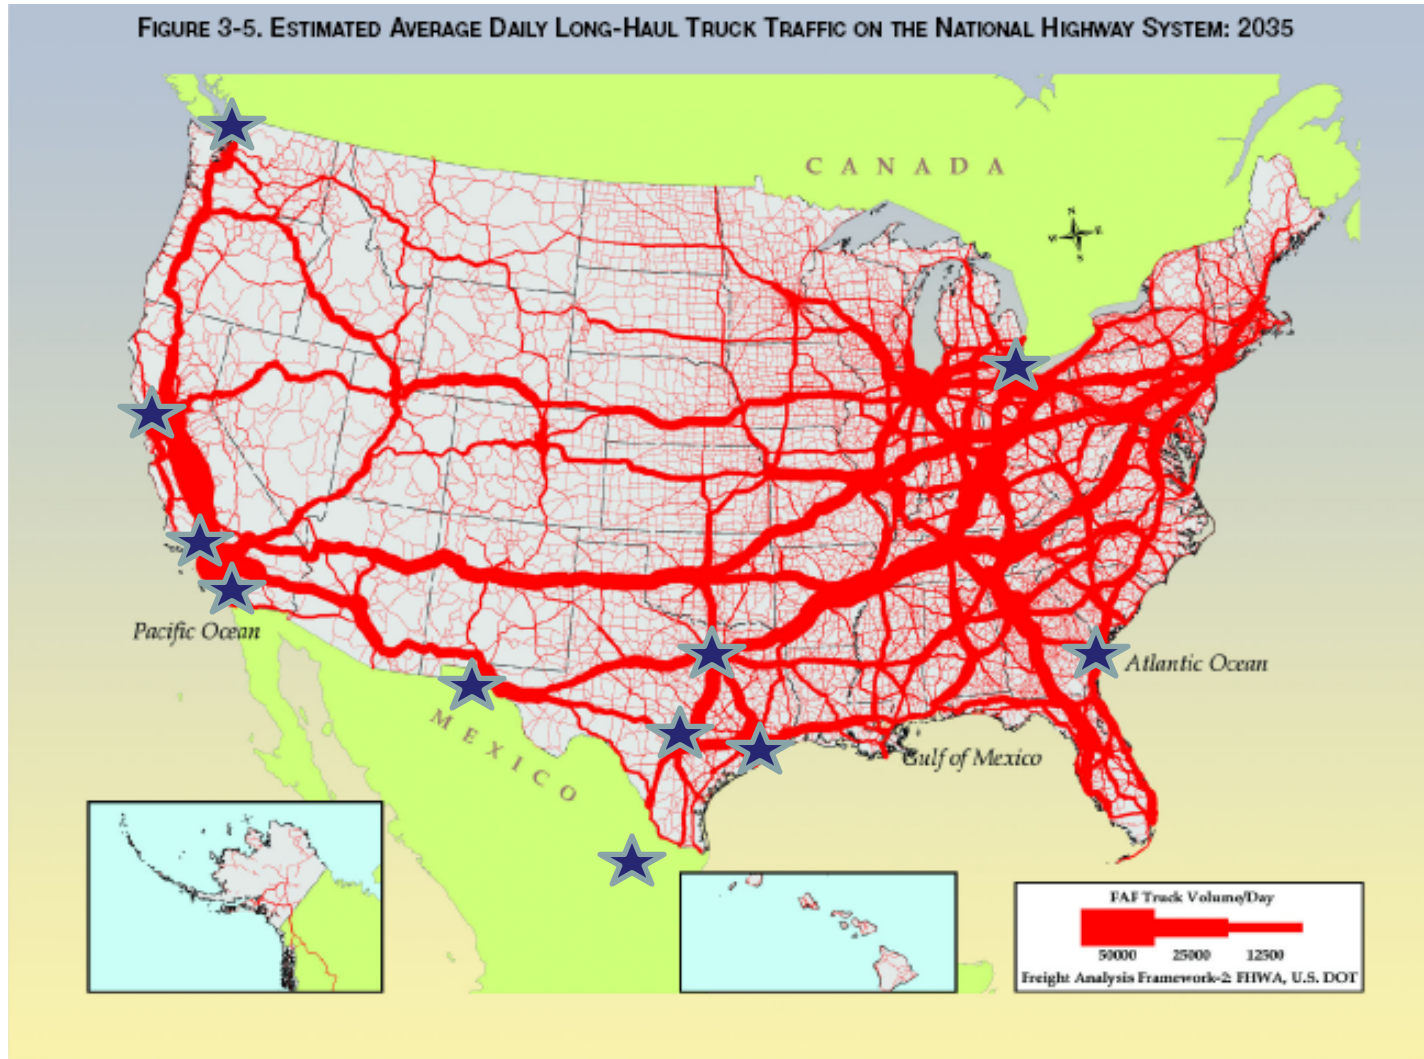 FIGURE 3-5. ESTIMATED AVERAGE DAILY LONG-HAUL TRUCK TRAFFIC ON THE NATIONAL HIGHWAY SYSTEM: 2035
CANADA
N
S
Pacific Ocean
Atlantic Ocean
MEXICO
Gulf of Mexico
FAF Truck Volume/Day
50000 25000 12500
Freight Analysis Framework-2: FHWA, U.S. DOT